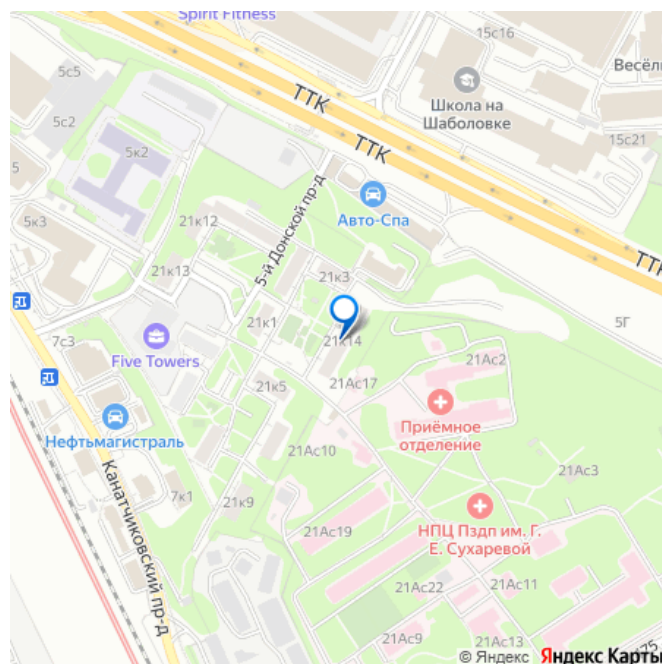 Spirit Fitness
15с16
Весёл
5с5
Школа на
Шаболовке
ТТК
5с2
15с21
ТТК
5к2
Авто-Спа
5к3
21к12
5-й Донской пр-д
ТТК
21к13
21к3
5Г
7с3
21к1
21к14
Five Towers
21Ас2
21к5
21Ас17
Приёмное
отделение
Нефтьмагистраль
21Ас10
21Ас3
Канатчиковский пр-д
7к1
21к9
21Ас19
НПЦ Пздп им. Г.
Е. Сухаревой
21Ас22
21Ас11
21Ас9
21Ас13
с75
© Яндекс Яндекс Карты